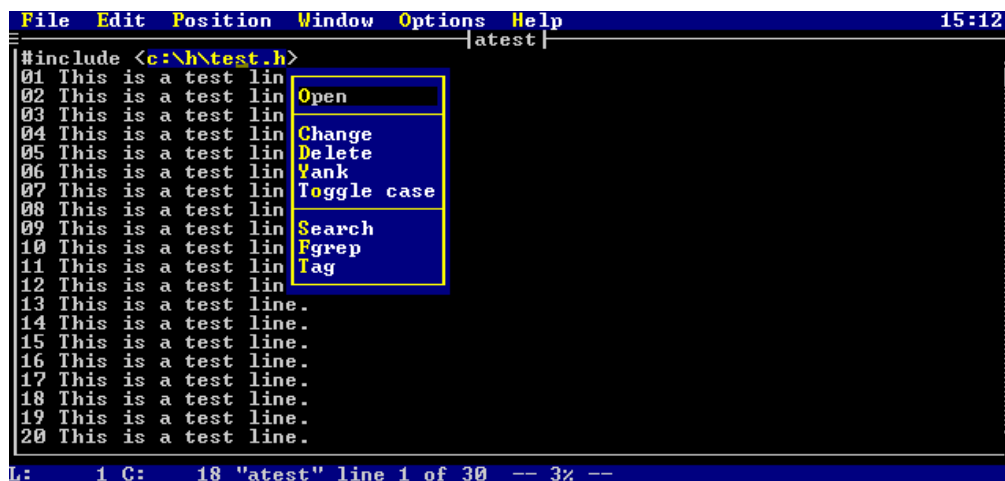 File Edit Position Window Options Help 15:12
atest
#include <c:\h\test.h>
01 This is a test lin
02 This is a test lin Open
03 This is a test lin
04 This is a test lin Change
05 This is a test lin Delete
06 This is a test lin Yank
07 This is a test lin Toggle case
08 This is a test lin
09 This is a test lin Search
10 This is a test lin Fgrep
11 This is a test lin Tag
12 This is a test lin
13 This is a test line.
14 This is a test line.
15 This is a test line.
16 This is a test line.
17 This is a test line.
18 This is a test line.
19 This is a test line.
20 This is a test line.
L: 1 C: 18 "atest" line 1 of 30 -- 3% --